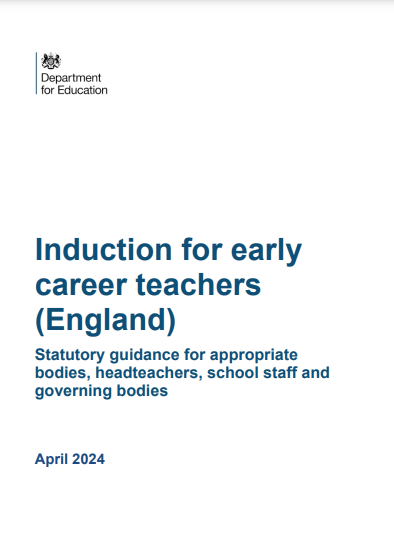 Department
for Education
Induction for early
career teachers
(England)
Statutory guidance for appropriate
bodies, headteachers, school staff and
governing bodies
April 2024